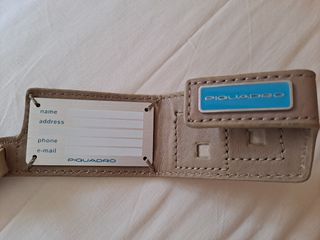 PIQUADRO
name
address
phone
e-mail
PIQUADRO